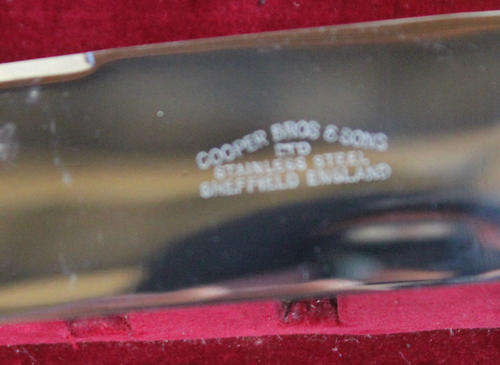 COOPER BROS & SONS
LTD
STAINLESS STEEL
SHEFFIELD ENGLAND